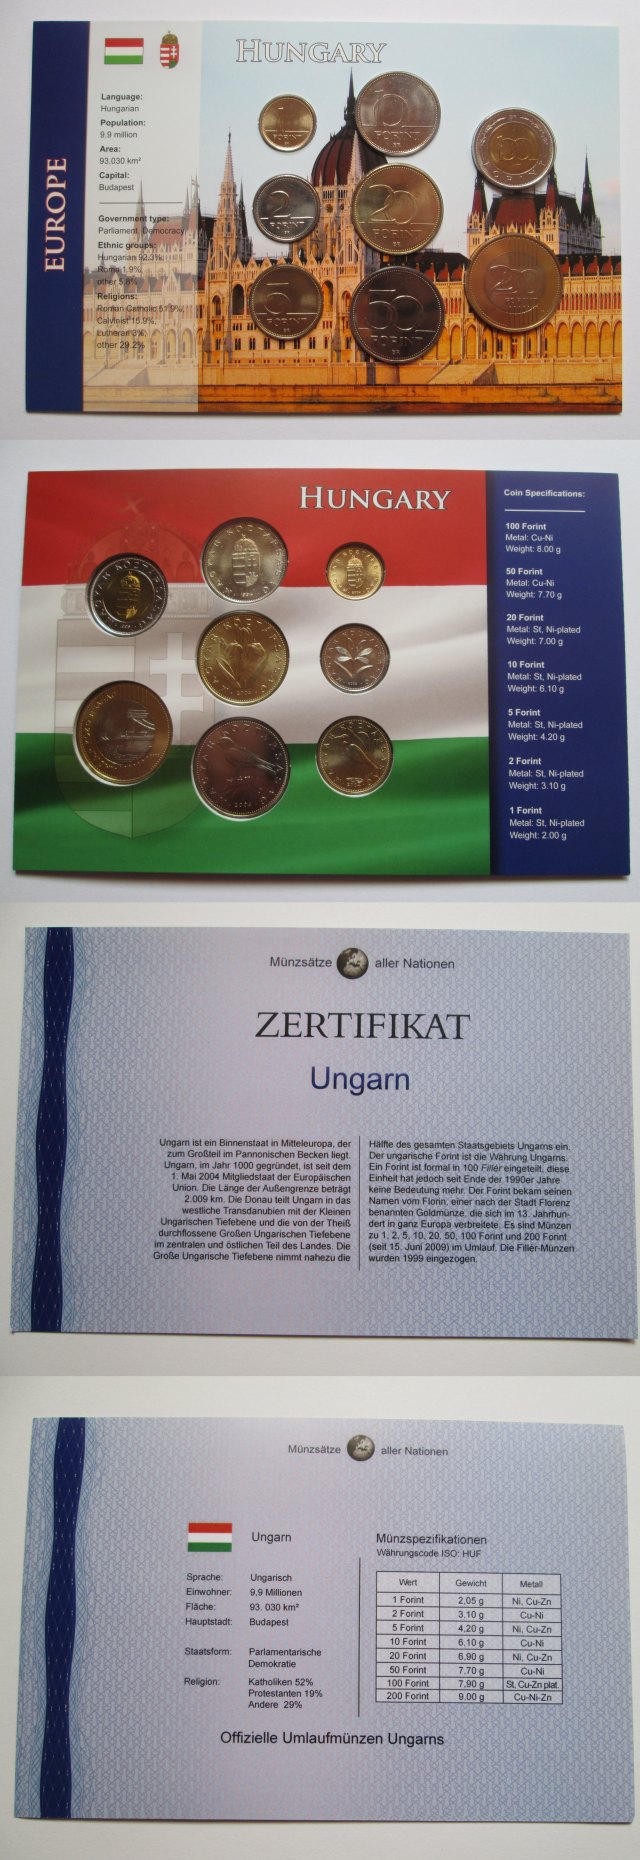 HUNGARY
EUROPE
Language:
Hungarian
Population:
9.9 million
Area:
93,030 km²
Capital:
Budapest
Government type:
Parliament. Democracy
Ethnic groups:
Hungarian 92.3%,
Roma 1.9%,
other 5.8%
Religions:
Roman Catholic 51.9%,
Calvinist 15.9%,
Lutheran 3%,
other 29.2%
1
FORINT
10
FORINT
100
FORINT
2
FORINT
20
FORINT
5
FORINT
50
FORINT
200
FORINT
HUNGARY
Coin Specifications:
100 Forint
Metal: Cu-Ni
Weight: 8.00 g
50 Forint
Metal: Cu-Ni
Weight: 7.70 g
20 Forint
Metal: St, Ni-plated
Weight: 7.00 g
10 Forint
Metal: St, Ni-plated
Weight: 6.10 g
5 Forint
Metal: St, Ni-plated
Weight: 4.20 g
2 Forint
Metal: St, Ni-plated
Weight: 3.10 g
1 Forint
Metal: St, Ni-plated
Weight: 2.00 g
Münzsätze aller Nationen
ZERTIFIKAT
Ungarn
Ungarn ist ein Binnenstaat in Mitteleuropa, der
zum Großteil im Pannonischen Becken liegt.
Ungarn, im Jahr 1000 gegründet, ist seit dem
1. Mai 2004 Mitgliedstaat der Europäischen
Union. Die Länge der Außengrenze beträgt
2.009 km. Die Donau teilt Ungarn in das
westliche Transdanubien mit der Kleinen
Ungarischen Tiefebene und die von der Theiß
durchflossene Großen Ungarischen Tiefebene
im zentralen und östlichen Teil des Landes. Die
Große Ungarische Tiefebene nimmt nahezu die
Hälfte des gesamten Staatsgebiets Ungarns ein.
Der ungarische Forint ist die Währung Ungarns.
Ein Forint ist formal in 100 Filler eingeteilt, diese
Einheit hat jedoch seit Ende der 1990er Jahre
keine Bedeutung mehr. Der Forint bekam seinen
Namen vom Florin, einer nach der Stadt Florenz
benannten Goldmünze, die sich im 13. Jahrhun-
dert in ganz Europa verbreitete. Es sind Münzen
zu 1, 2, 5, 10, 20, 50, 100 Forint und 200 Forint
(seit 15. Juni 2009) im Umlauf. Die Filler-Münzen
wurden 1999 eingezogen.
Münzsätze aller Nationen
Ungarn
Sprache: Ungarisch
Einwohner: 9,9 Millionen
Fläche: 93. 030 km²
Hauptstadt: Budapest
Staatsform: Parlamentarische
Demokratie
Religion: Katholiken 52%
Protestanten 19%
Andere 29%
Münzspezifikationen
Währungscode ISO: HUF
Wert Gewicht Metall
1 Forint 2,05 g Ni, Cu-Zn
2 Forint 3,10 g Cu-Ni
5 Forint 4,20 g Ni, Cu-Zn
10 Forint 6,10 g Cu-Ni
20 Forint 6,90 g Ni, Cu-Zn
50 Forint 7,70 g Cu-Ni
100 Forint 7,90 g St, Cu-Zn plat.
200 Forint 9.00 g Cu-Ni-Zn
Offizielle Umlaufmünzen Ungarns